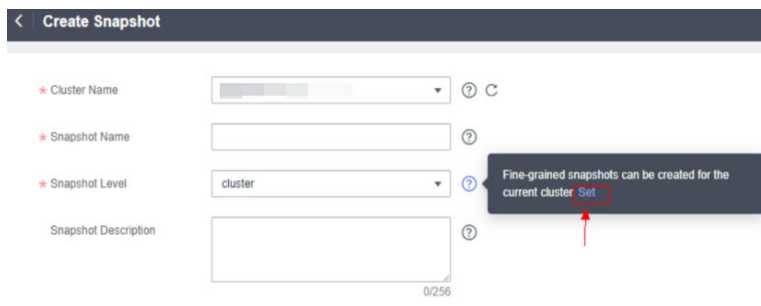 Create Snapshot
* Cluster Name
* Snapshot Name
* Snapshot Level
cluster
Fine-grained snapshots can be created for the
current cluster Set
Snapshot Description
0/256